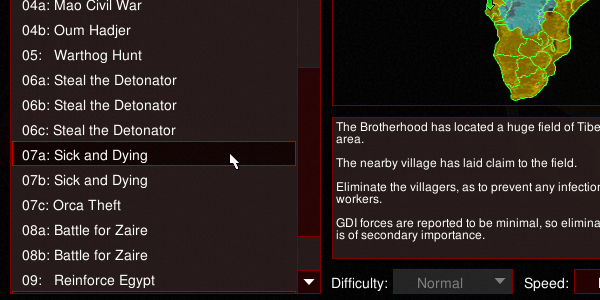 04a: Mao Civil War
04b: Oum Hadjer
05: Warthog Hunt
06a: Steal the Detonator
06b: Steal the Detonator
06c: Steal the Detonator
07a: Sick and Dying
07b: Sick and Dying
07c: Orca Theft
08a: Battle for Zaire
08b: Battle for Zaire
09: Reinforce Egypt
The Brotherhood has located a huge field of Tibe
area.
The nearby village has laid claim to the field.
Eliminate the villagers, as to prevent any infectio
workers.
GDI forces are reported to be minimal, so elimina
is of secondary importance.
Difficulty: Normal Speed: